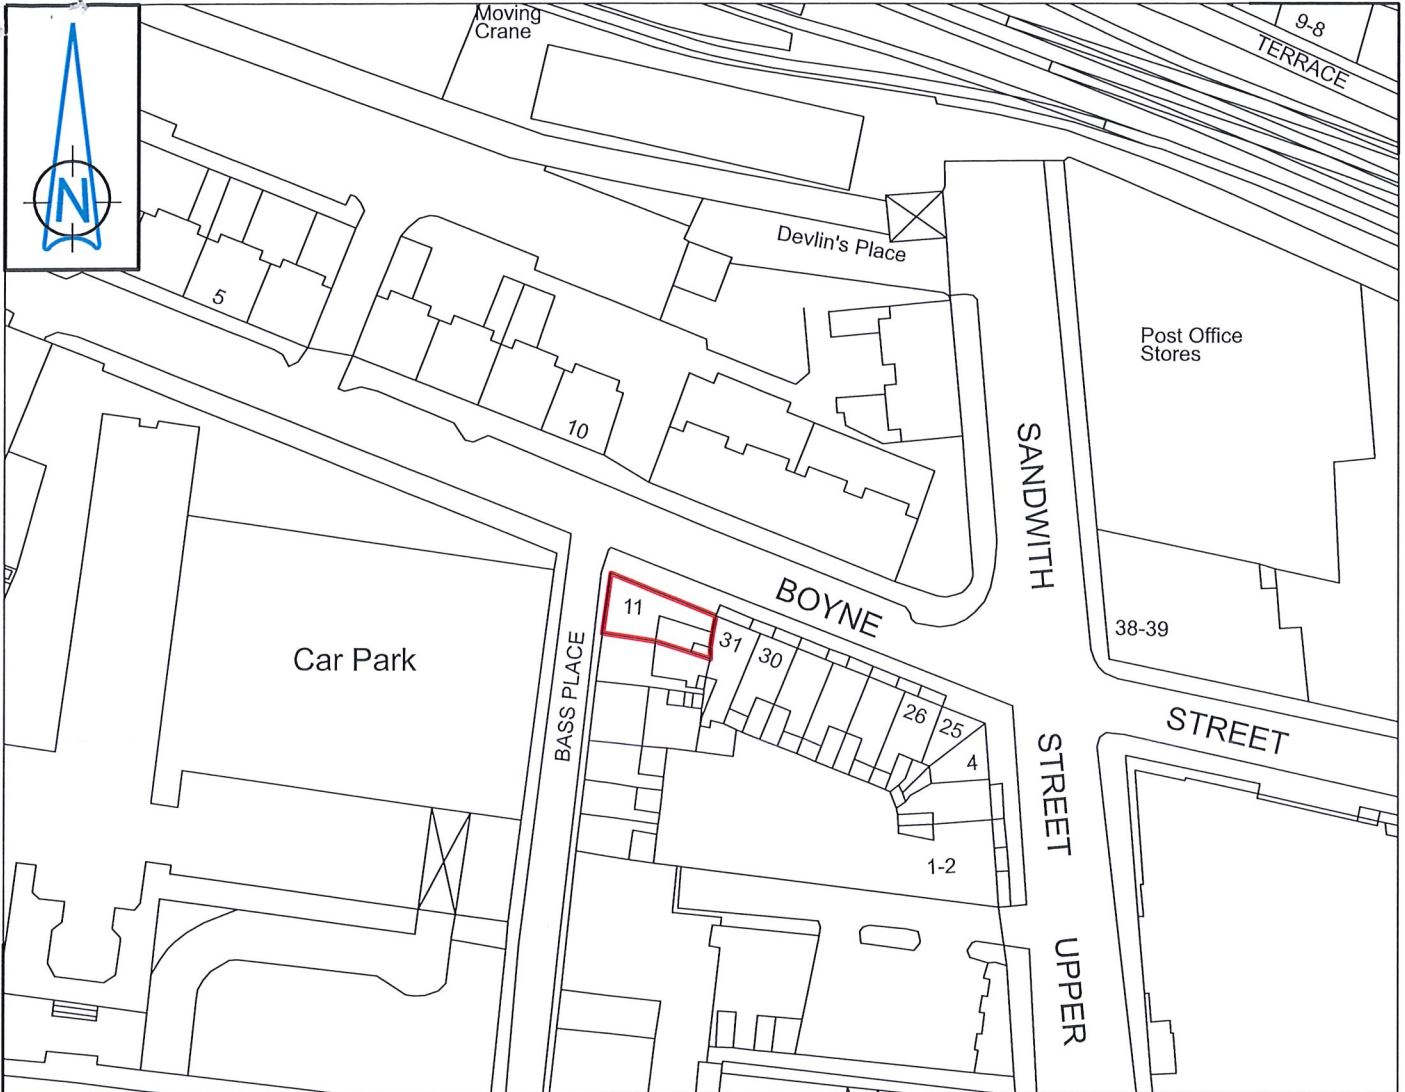 Moving
Crane
9-8
TERRACE
N
Devlin's Place
5
Post Office
Stores
10
SANDWITH
BOYNE
11
38-39
31
30
Car Park
BASS PLACE
26
25
STREET
4
STREET
1-2
UPPER